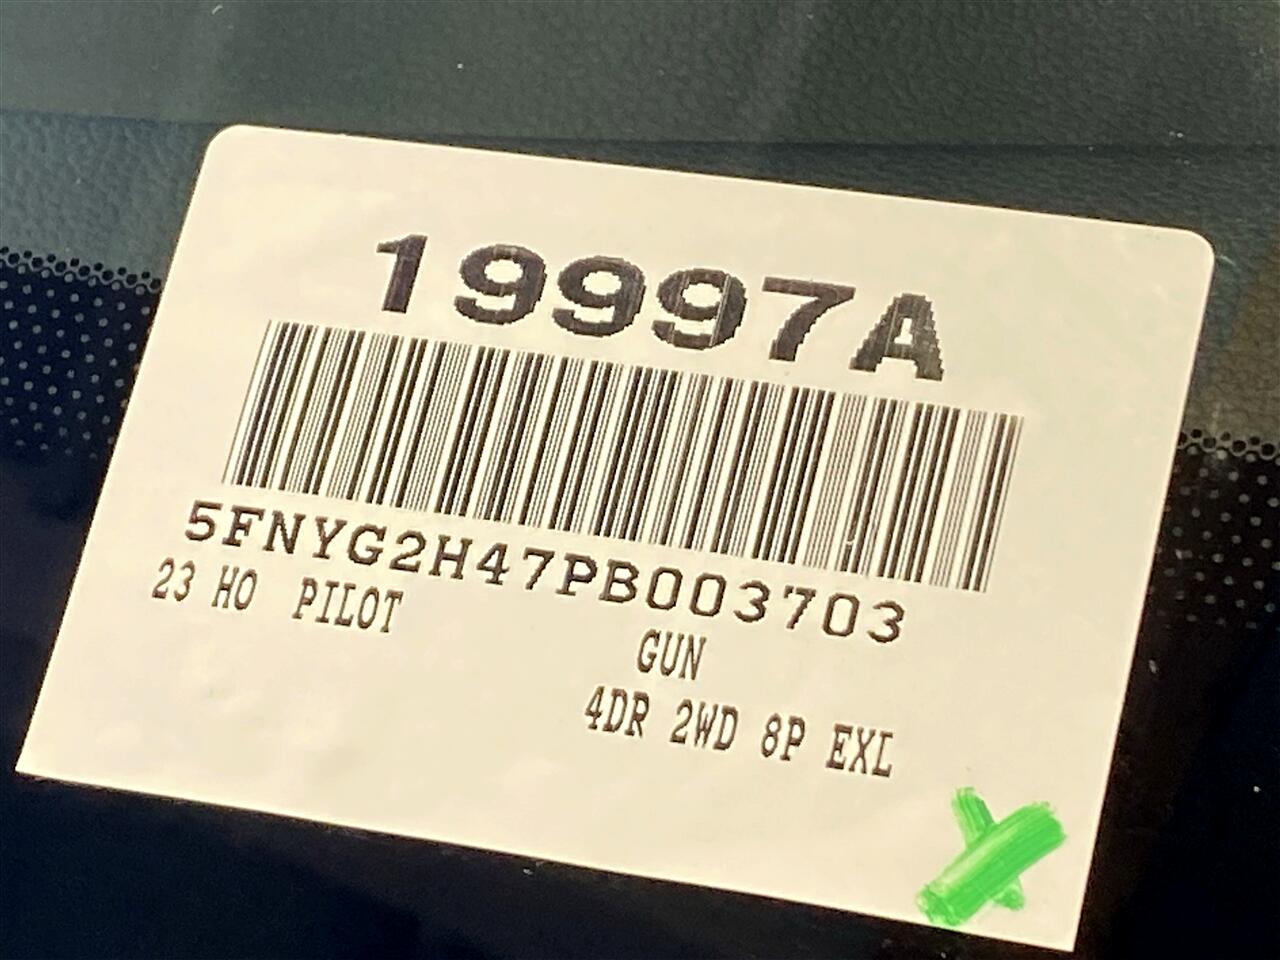 19997A
5FNYG2H47PB003703
23 HO PILOT
GUN
4DR 2WD 8P EXL